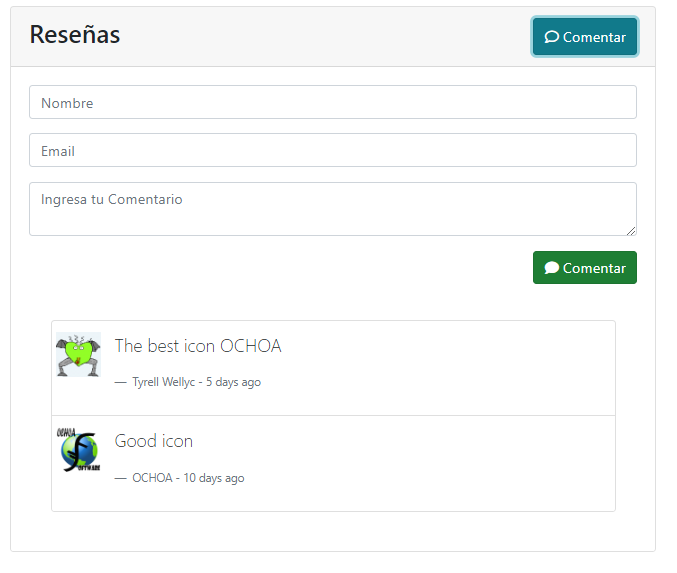 Reseñas
Comentar
Nombre
Email
Ingresa tu Comentario
Comentar
The best icon OCHOA
— Tyrell Wellyc - 5 days ago
OCHOA
SOFTWARE
Good icon
— OCHOA - 10 days ago